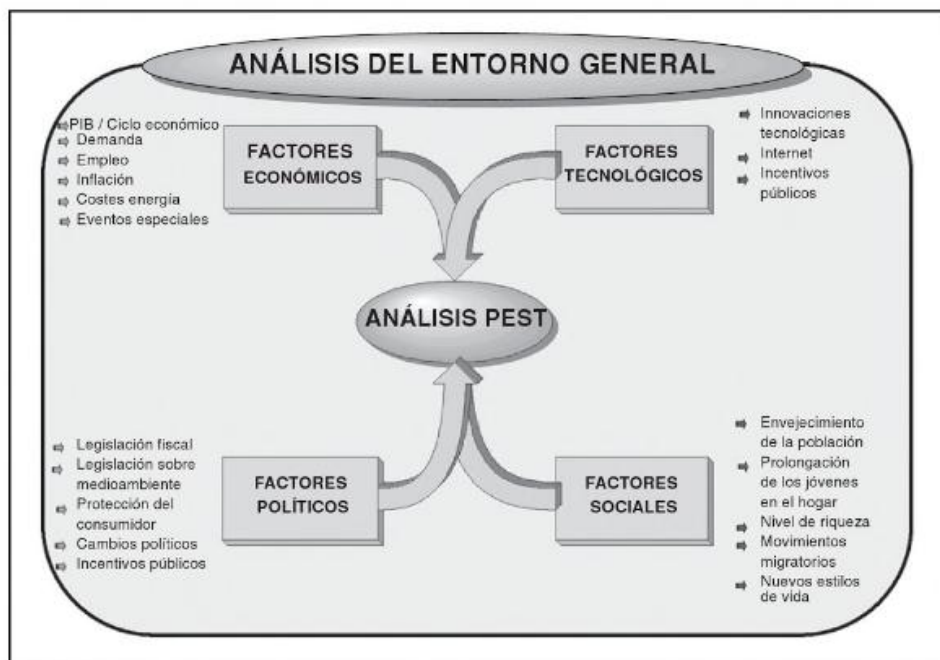 ANÁLISIS DEL ENTORNO GENERAL
PIB / Ciclo económico
Demanda
Empleo
Inflación
Costes energía
Eventos especiales
FACTORES
ECONÓMICOS
FACTORES
TECNOLÓGICOS
Innovaciones
tecnológicas
Internet
Incentivos
públicos
ANÁLISIS PEST
Legislación fiscal
Legislación sobre
medioambiente
Protección del
consumidor
Cambios políticos
Incentivos públicos
FACTORES
POLÍTICOS
FACTORES
SOCIALES
Envejecimiento
de la población
Prolongación
de los jóvenes
en el hogar
Nivel de riqueza
Movimientos
migratorios
Nuevos estilos
de vida